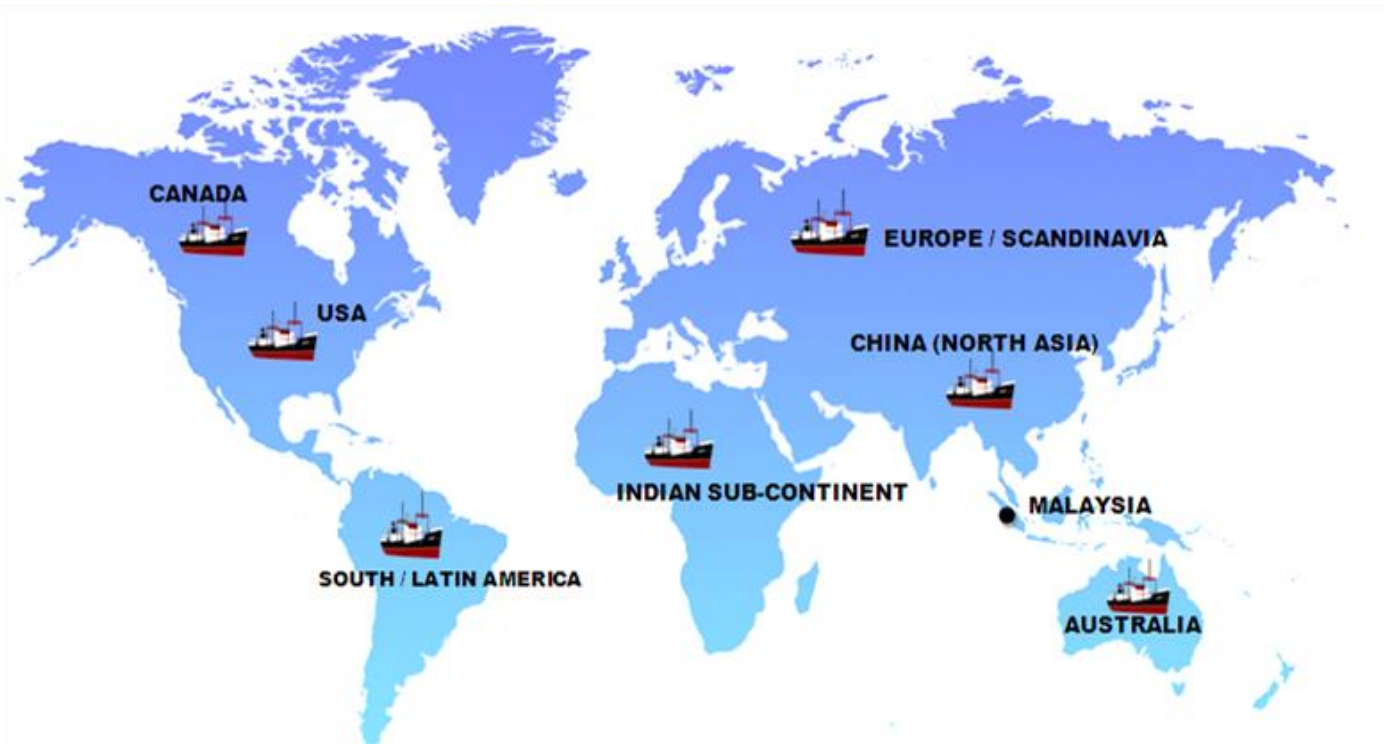 CANADA
EUROPE / SCANDINAVIA
USA
CHINA (NORTH ASIA)
INDIAN SUB-CONTINENT
MALAYSIA
SOUTH / LATIN AMERICA
AUSTRALIA